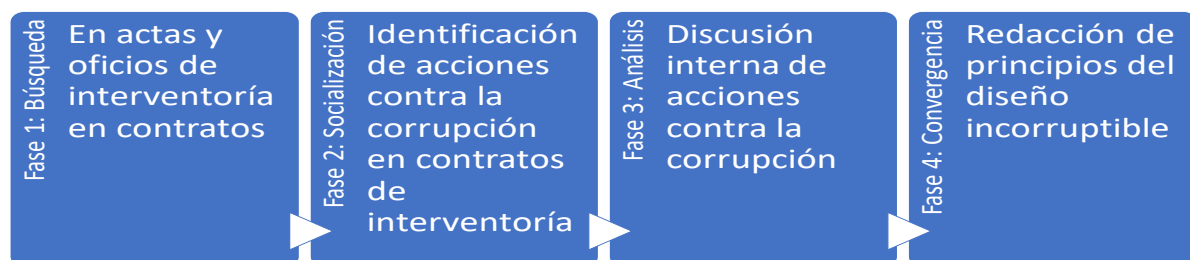 Fase 1: Búsqueda
En actas y
oficios de
interventoría
en contratos
Fase 2: Socialización
Identificación
de acciones
contra la
corrupción
en contratos
de
interventoría
Fase 3: Análisis
Discusión
interna de
acciones
contra la
corrupción
Fase 4: Convergencia
Redacción de
principios del
diseño
incorruptible